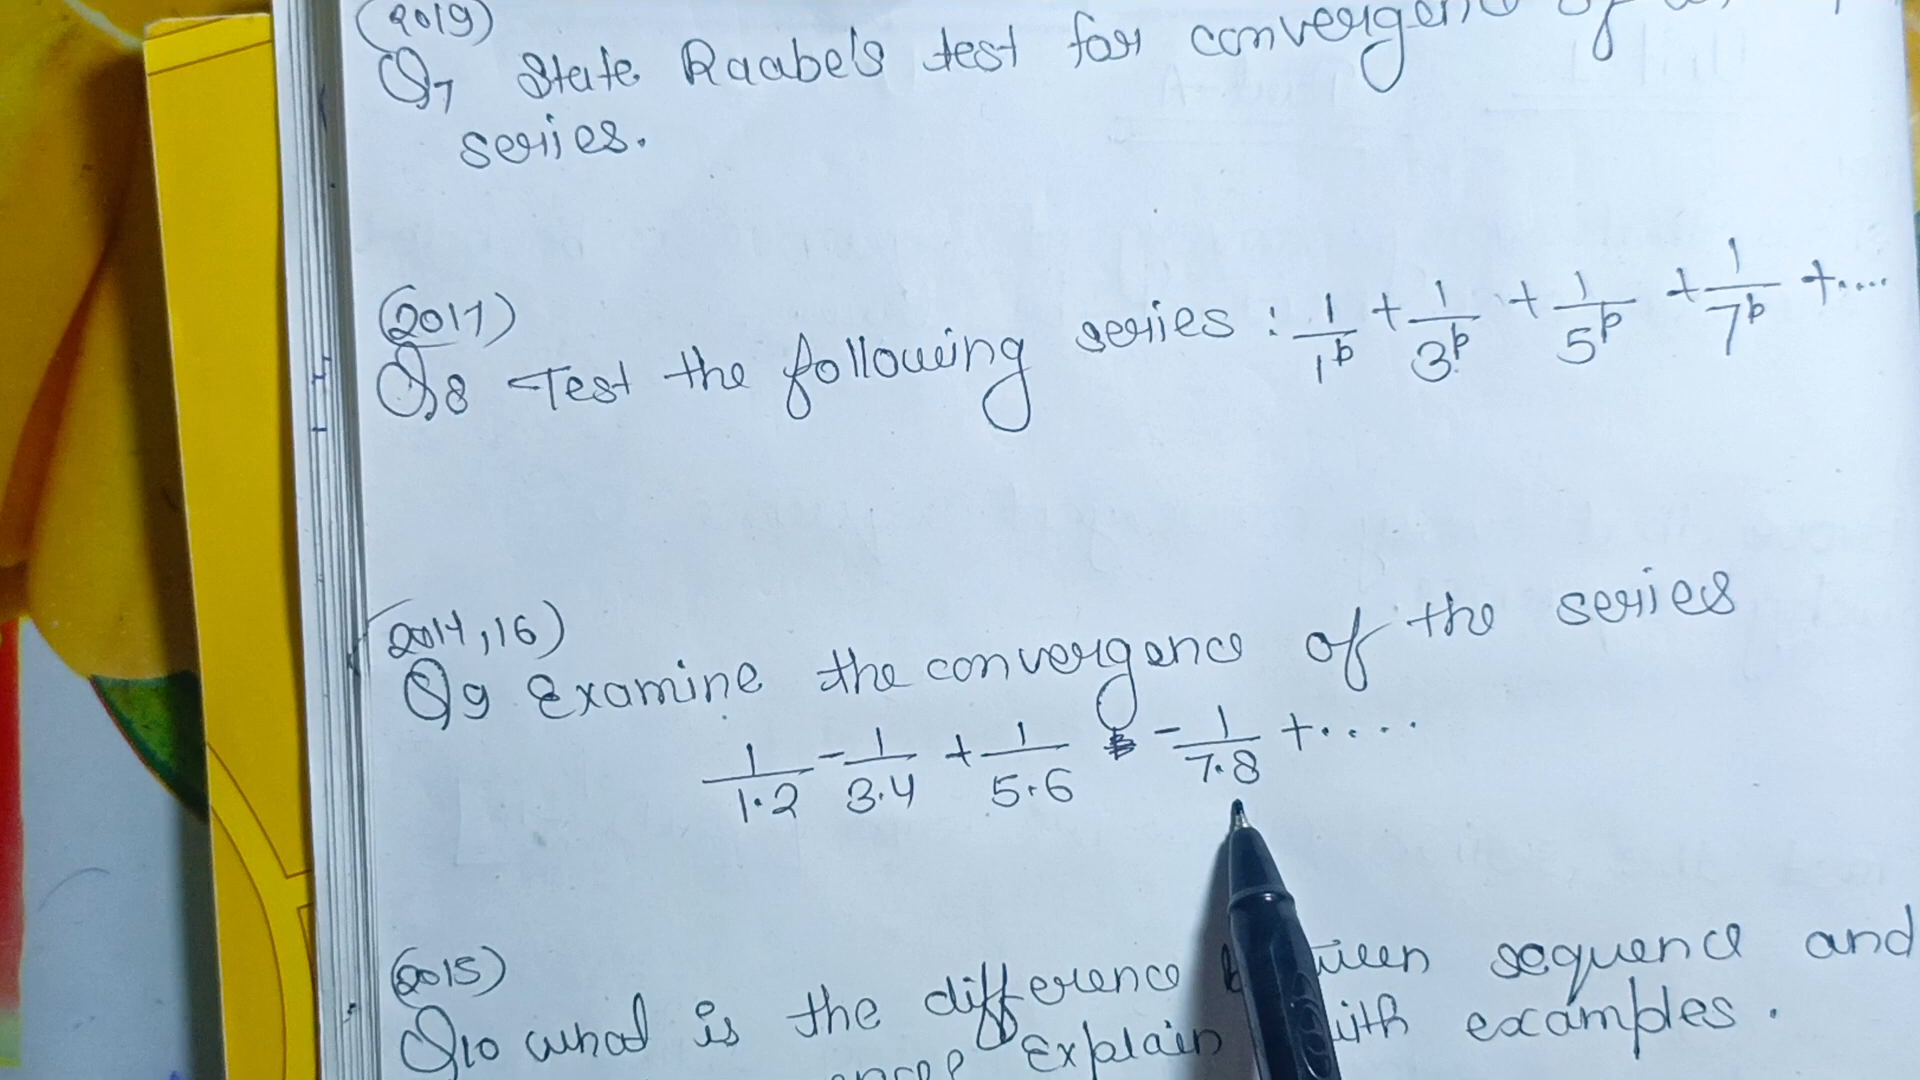 (2019)
Q7 State Raabe's test for convergence of
series.
(2017)
Q8 Test the following series : 1/1^p + 1/3^p + 1/5^p + 1/7^p + ....
(2014, 16)
Q9 Examine the convergence of the series
1/1·2 - 1/3·4 + 1/5·6 - 1/7·8 + ....
(2015)
Q10 what is the difference sequence and
Explain with examples.